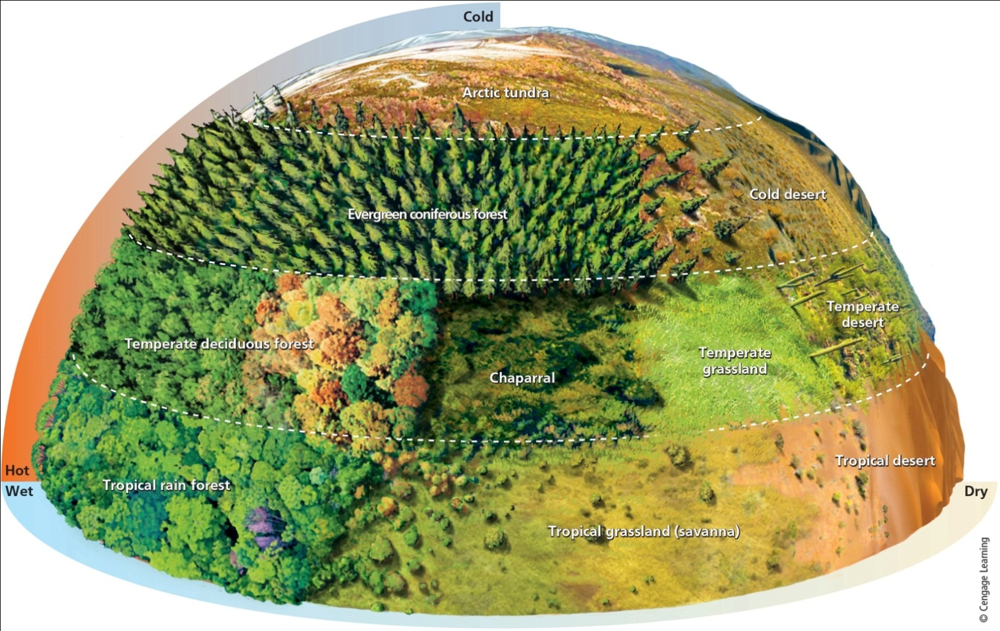 Cold
Arctic tundra
Cold desert
Evergreen coniferous forest
Temperate
desert
Temperate deciduous forest
Temperate
grassland
Chaparral
Tropical desert
Hot
Wet
Tropical rain forest
Dry
Tropical grassland (savanna)
© Cengage Learning